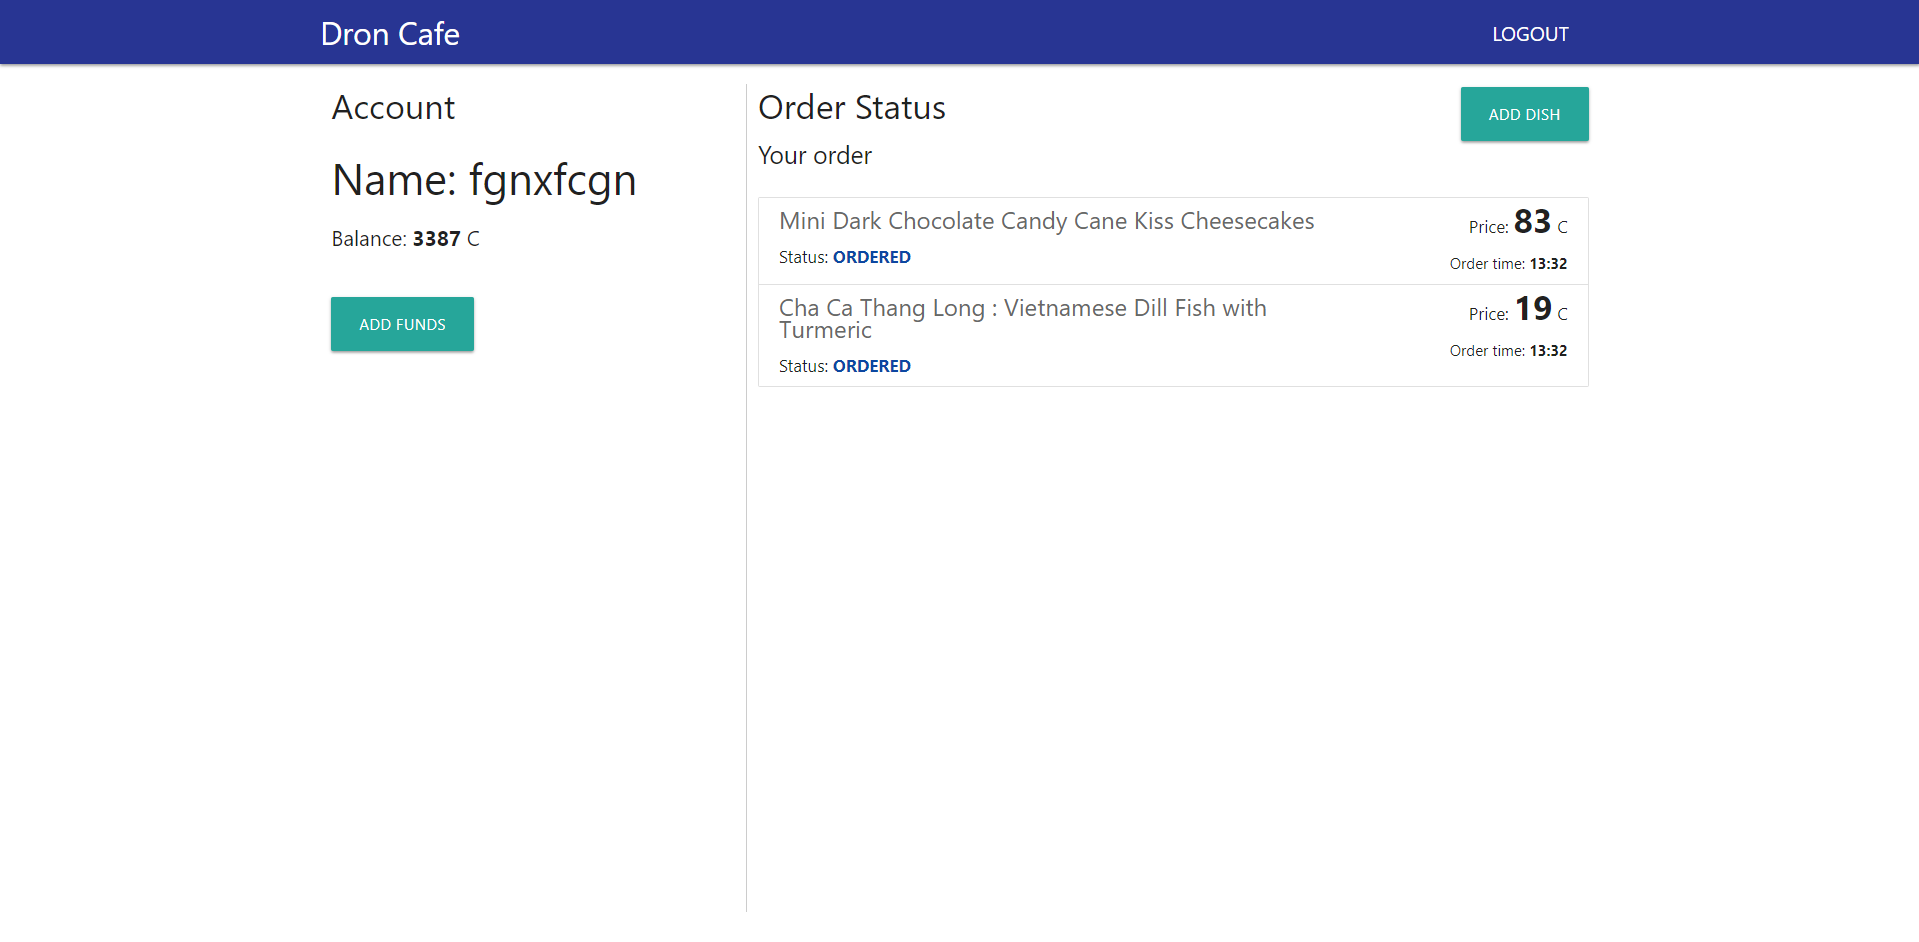 Dron Cafe
LOGOUT
Account
Name: fgnxfcgn
Balance: 3387 C
ADD FUNDS
Order Status
ADD DISH
Your order
Mini Dark Chocolate Candy Cane Kiss Cheesecakes
Price: 83 C
Status: ORDERED
Order time: 13:32
Cha Ca Thang Long : Vietnamese Dill Fish with
Turmeric
Price: 19 C
Order time: 13:32
Status: ORDERED